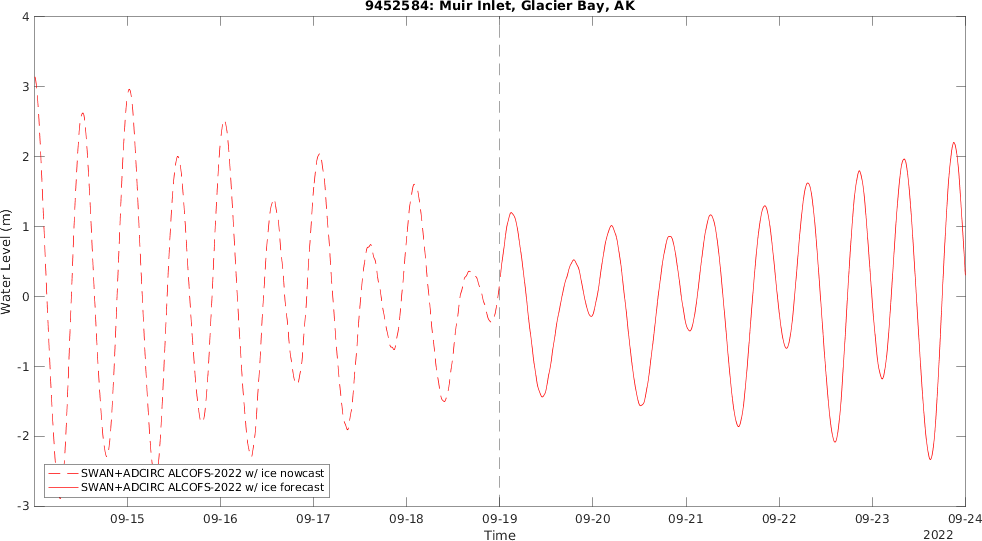 9452584: Muir Inlet, Glacier Bay, AK
4
3
2
1
0
-1
-2
-3
Water Level (m)
SWAN+ADCIRC ALCOFS-2022 w/ ice nowcast
SWAN+ADCIRC ALCOFS-2022 w/ ice forecast
09-15 09-16 09-17 09-18 09-19 09-20 09-21 09-22 09-23 09-24
Time
2022